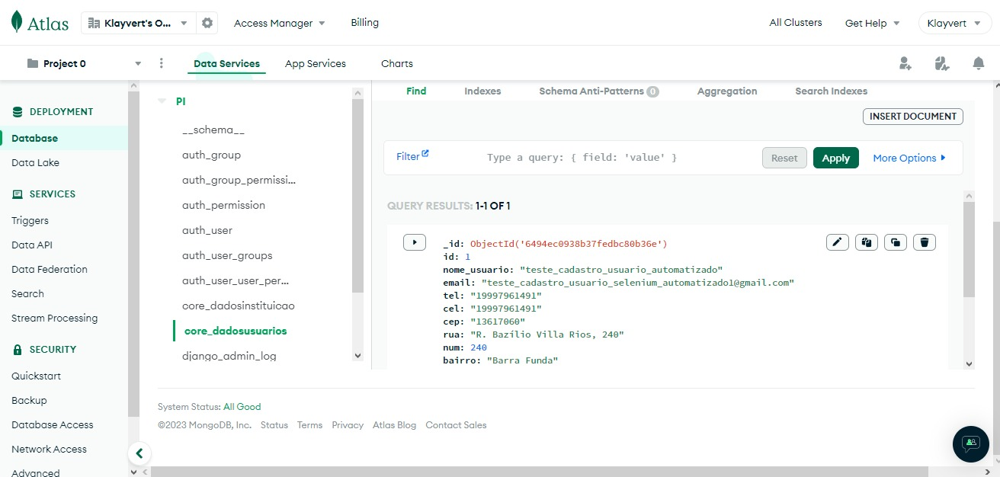 Atlas
Klayvert's O...
Access Manager
Billing
All Clusters
Get Help
Klayvert
Project 0
Data Services
App Services
Charts
DEPLOYMENT
Database
Data Lake
SERVICES
Triggers
Data API
Data Federation
Search
Stream Processing
SECURITY
Quickstart
Backup
Database Access
Network Access
Advanced
PI
__schema__
auth_group
auth_group_permissi...
auth_permission
auth_user
auth_user_groups
auth_user_user_per...
core_dadosinstituicao
core_dadosusuarios
django_admin_log
Find
Indexes
Schema Anti-Patterns 0
Aggregation
Search Indexes
INSERT DOCUMENT
Filter
Type a query: { field: 'value' }
Reset
Apply
More Options
QUERY RESULTS: 1-1 OF 1
_id: ObjectId('6494ec0938b37fedbc80b36e')
id: 1
nome_usuario: "teste_cadastro_usuario_automatizado"
email: "teste_cadastro_usuario_selenium_automatizado1@gmail.com"
tel: "19997961491"
cel: "19997961491"
cep: "13617060"
rua: "R. Bazílio Villa Rios, 240"
num: 240
bairro: "Barra Funda"
System Status: All Good
©2023 MongoDB, Inc.
Status
Terms
Privacy
Atlas Blog
Contact Sales